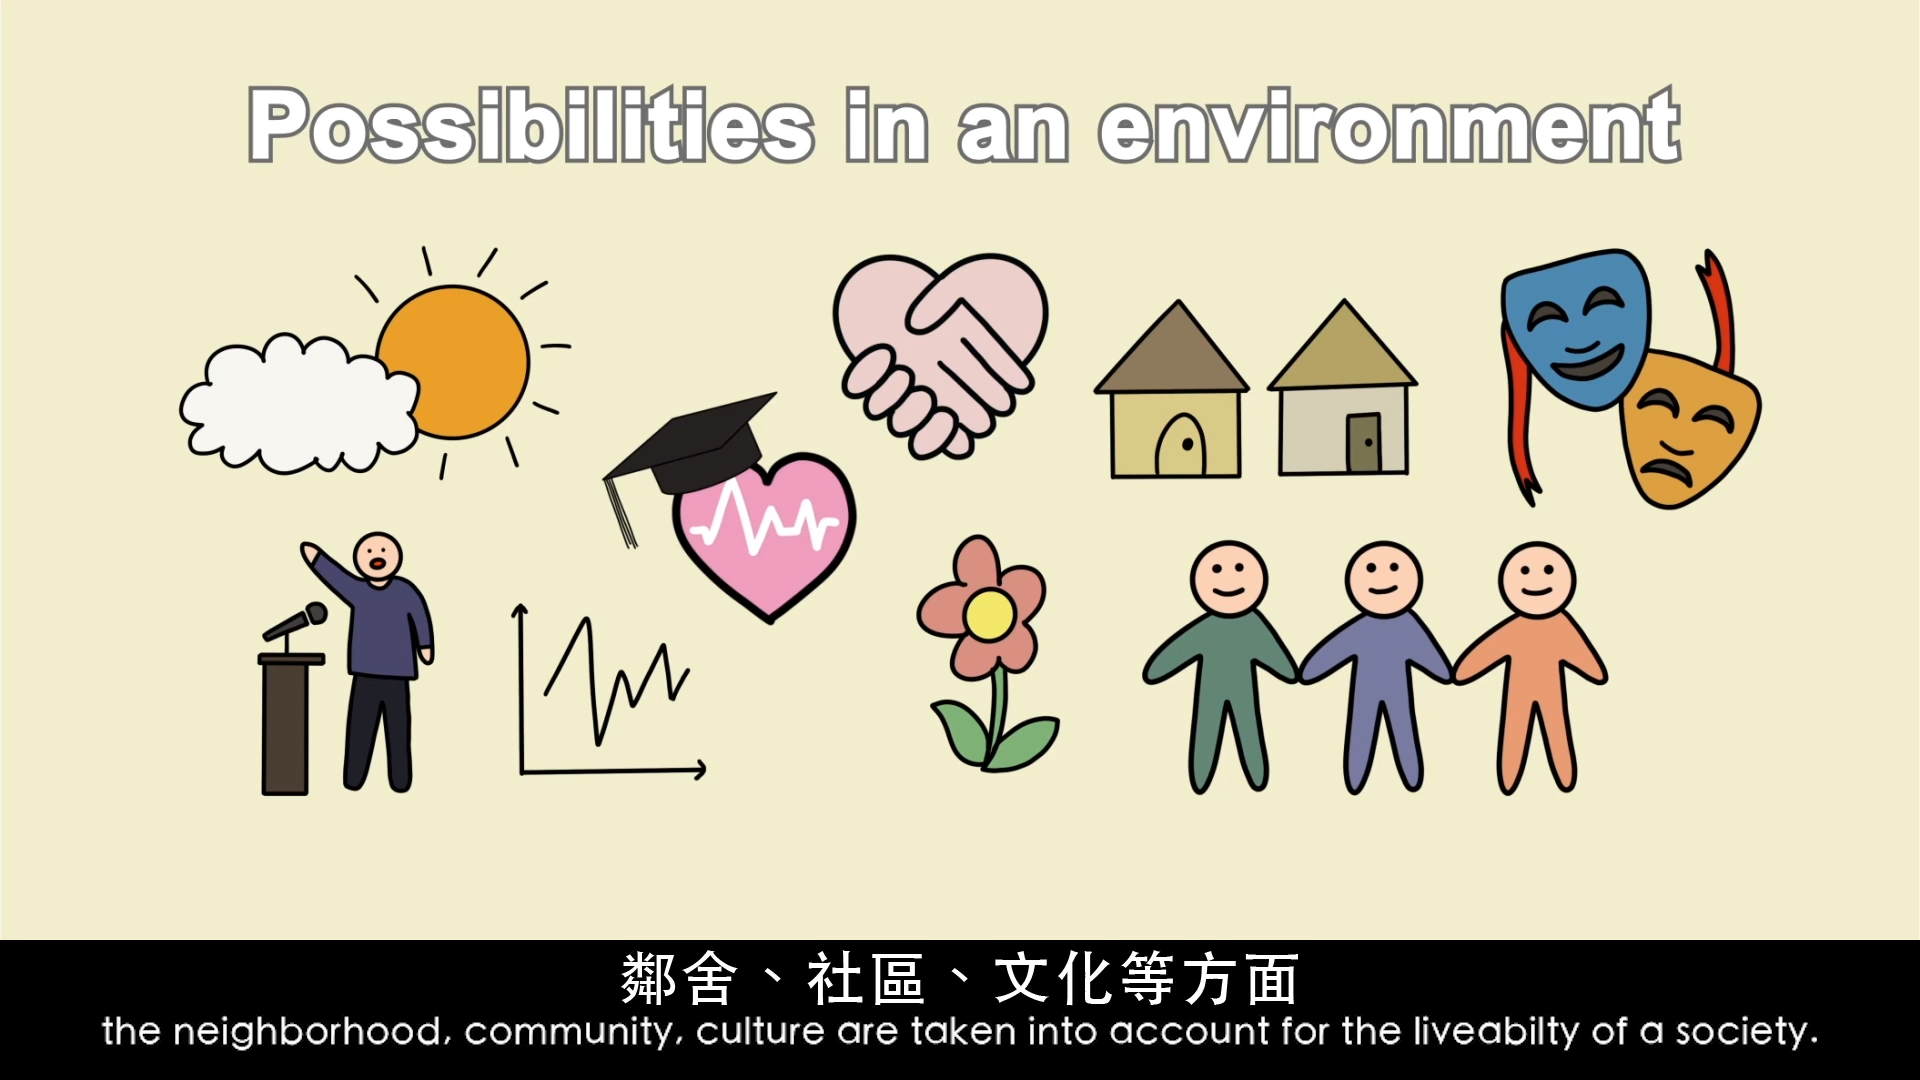 Possibilities in an environment
鄰舍、社區、文化等方面
the neighborhood, community, culture are taken into account for the liveabilty of a society.